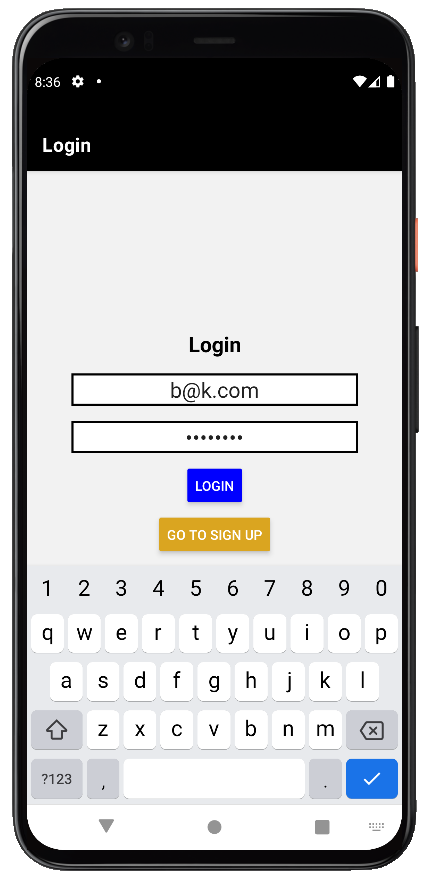 8:36
Login
Login
b@k.com
••••••••
LOGIN
GO TO SIGN UP
1 2 3 4 5 6 7 8 9 0
q w e r t y u i o p
a s d f g h j k l
z x c v b n m
?123 , .